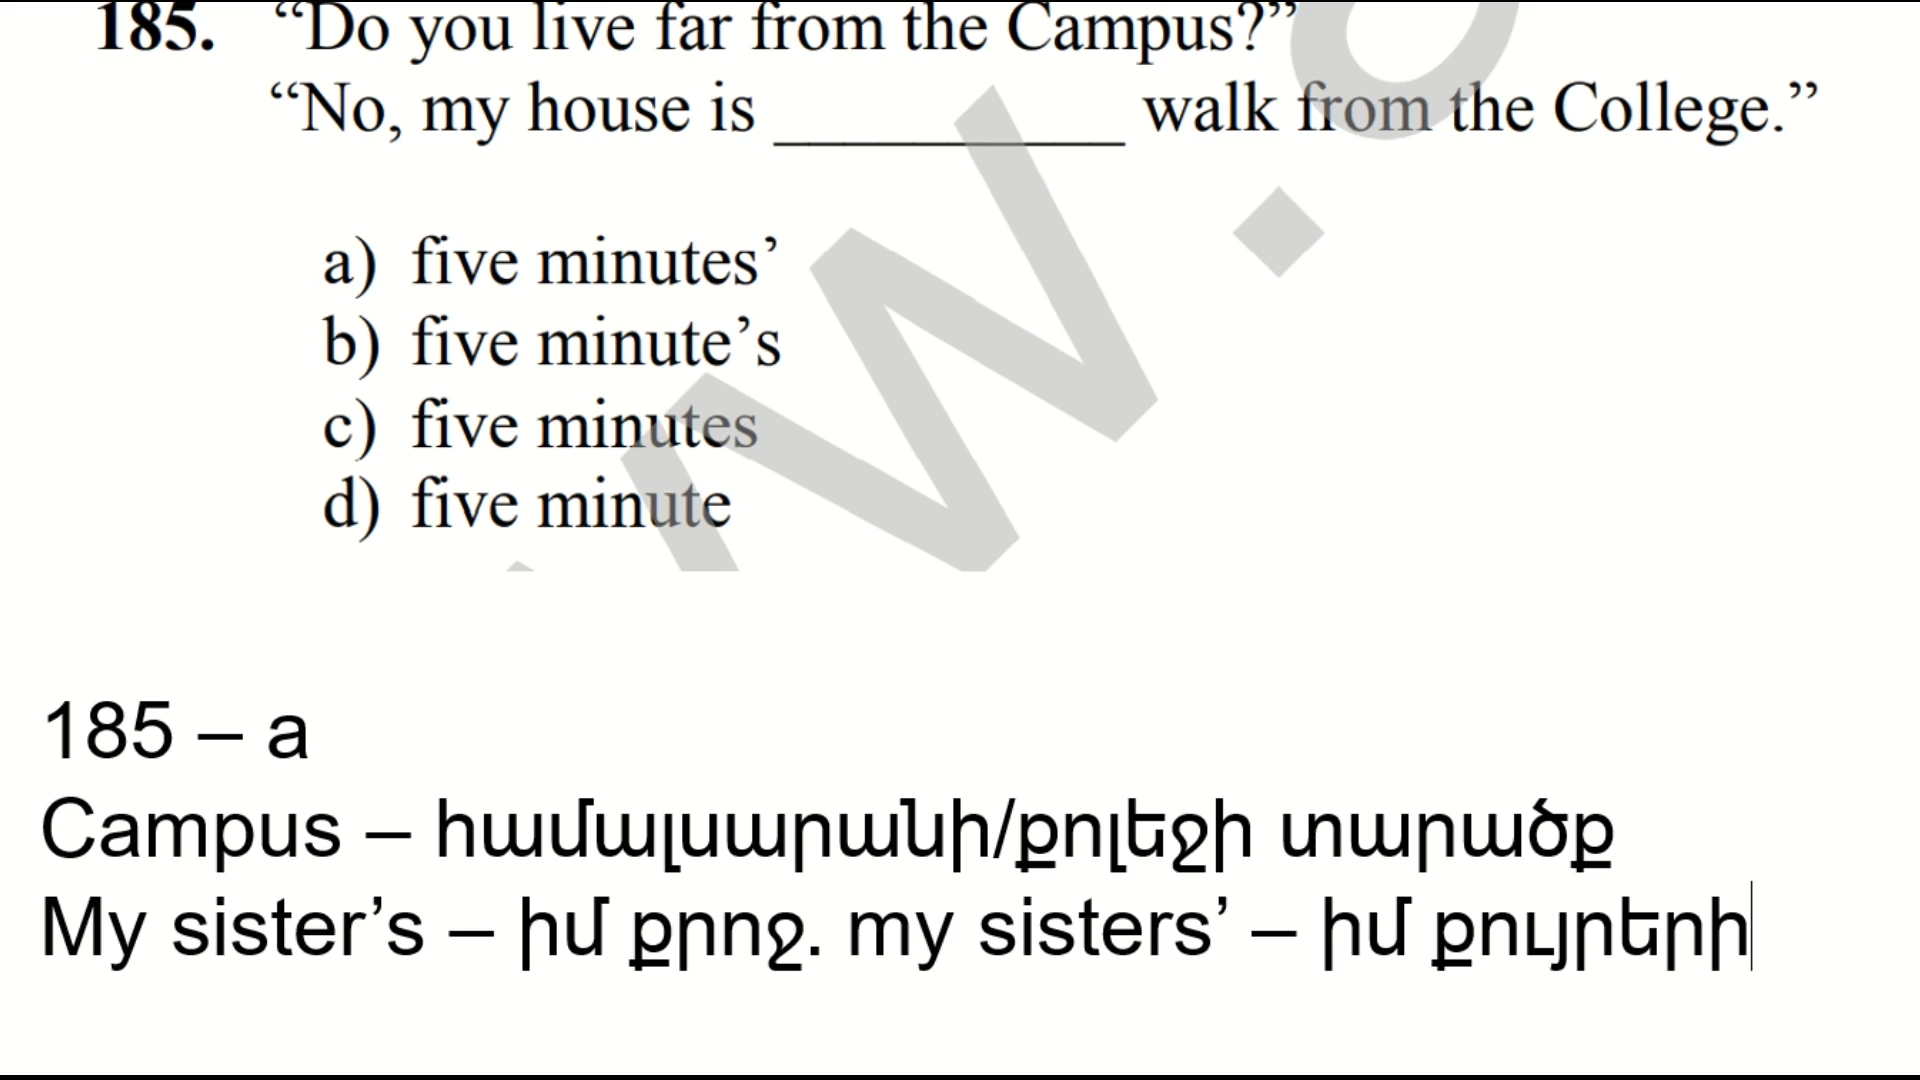 185. “Do you live far from the Campus?”
“No, my house is __________ walk from the College.”
a) five minutes’
b) five minute’s
c) five minutes
d) five minute
185 – a
Campus – համալսարանի/քոլեջի տարածք
My sister’s – իմ քրոջ. my sisters’ – իմ քույրերի